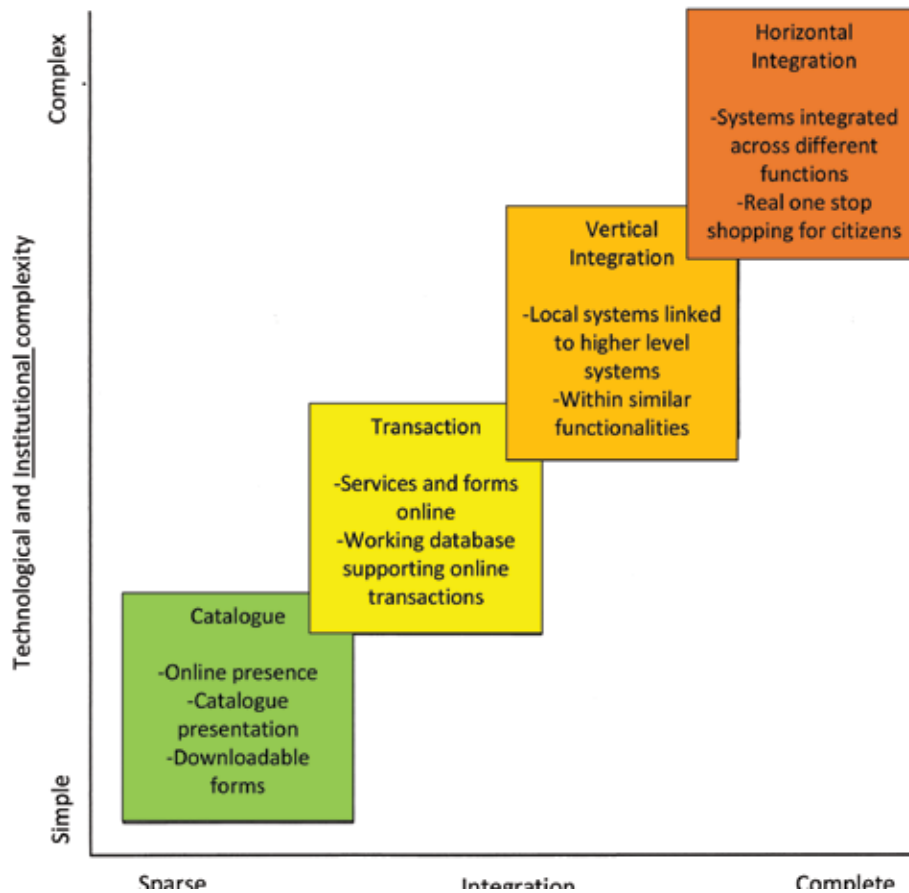 Complex
Technological and Institutional complexity
Simple
Horizontal
Integration
-Systems integrated
across different
functions
-Real one stop
shopping for citizens
Vertical
Integration
-Local systems linked
to higher level
systems
-Within similar
functionalities
Transaction
-Services and forms
online
-Working database
supporting online
transactions
Catalogue
-Online presence
-Catalogue
presentation
-Downloadable
forms
Sparse
Integration
Complete